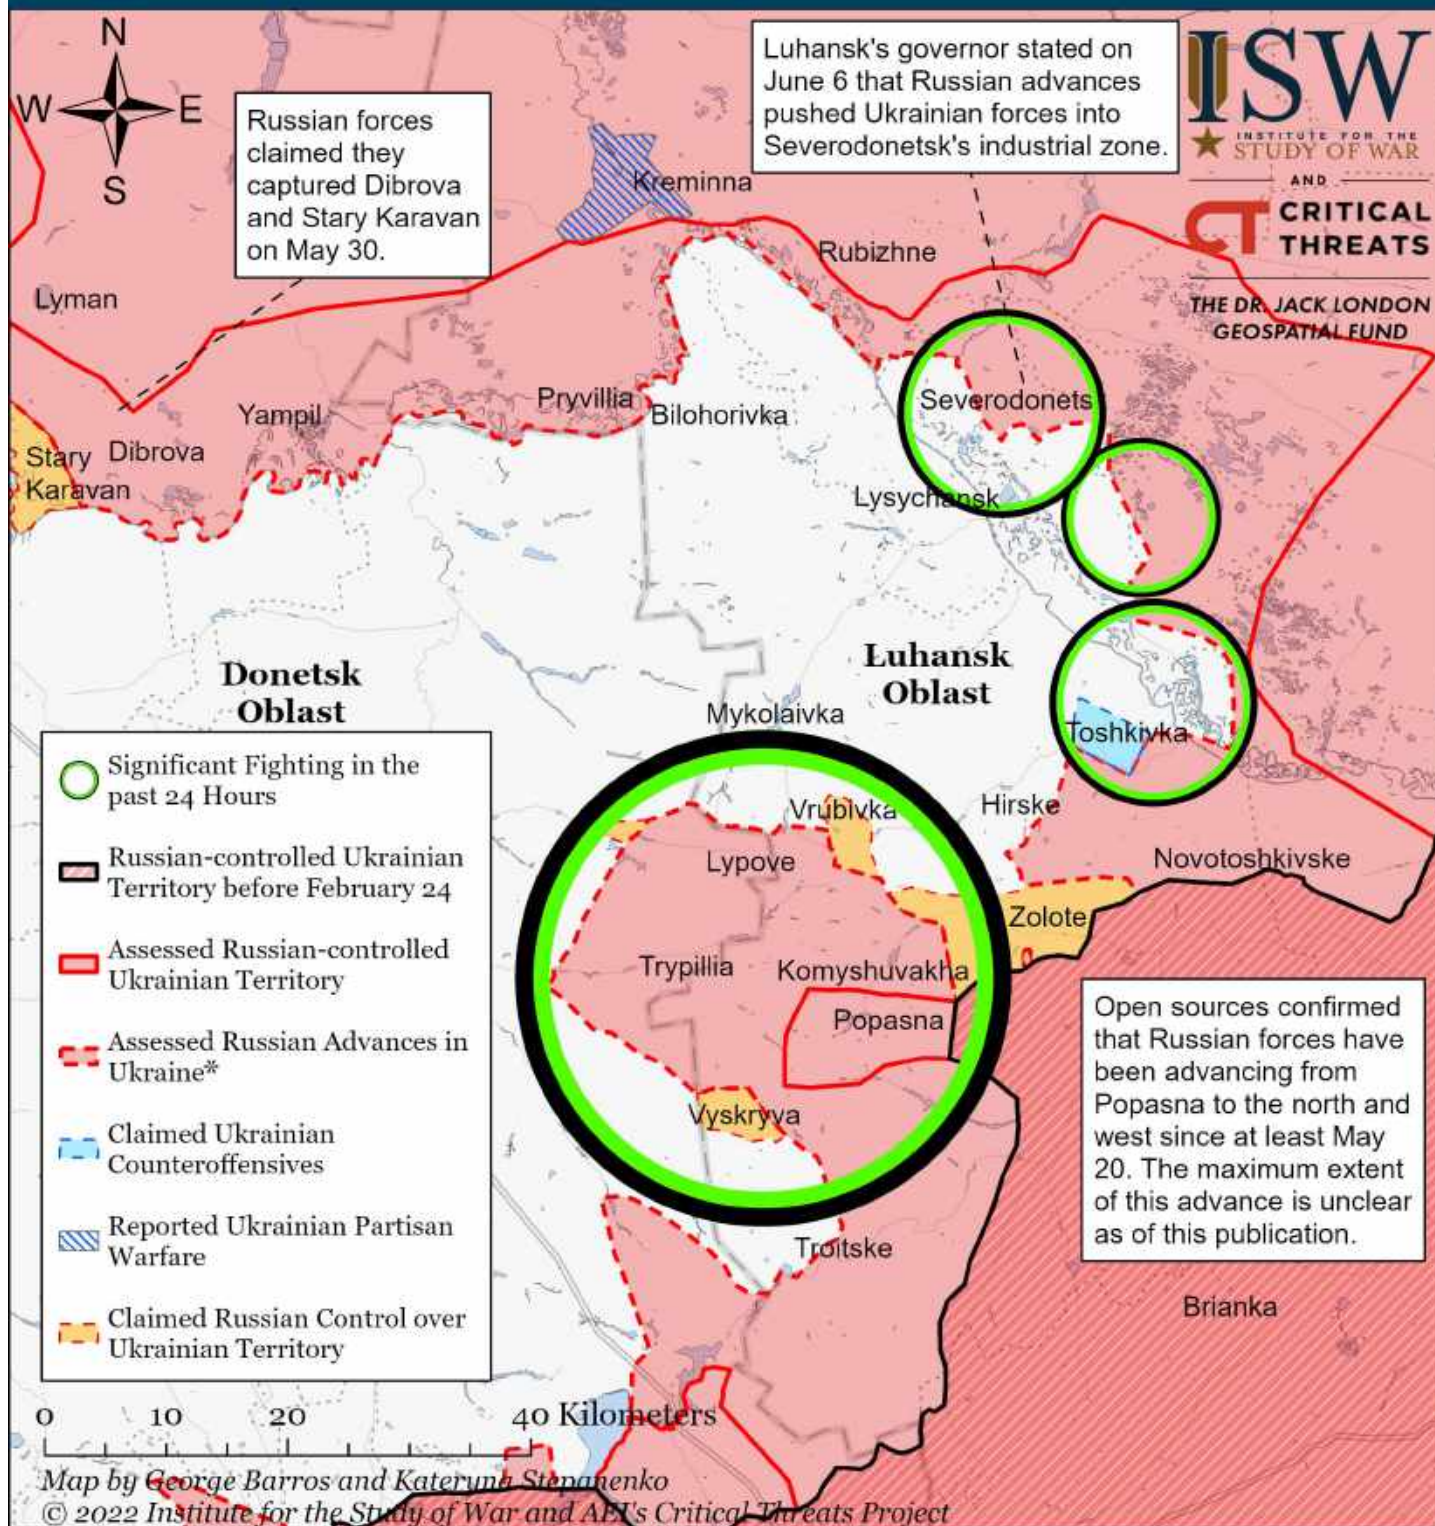 N
W
E
S
Russian forces
claimed they
captured Dibrova
and Stary Karavan
on May 30.
Luhansk's governor stated on
June 6 that Russian advances
pushed Ukrainian forces into
Severodonetsk's industrial zone.
ISW
INSTITUTE FOR THE
STUDY OF WAR
AND
CT
CRITICAL
THREATS
THE DR. JACK LONDON
GEOSPATIAL FUND
Kreminna
Rubizhne
Lyman
Yampil
Pryvillia
Bilohorivka
Severodonets
Stary
Karavan
Dibrova
Lysychansk
Donetsk
Oblast
Luhansk
Oblast
Mykolaivka
Toshkivka
Vrubivka
Hirske
Lypove
Novotoshkivske
Zolote
Trypillia
Komyshuvakha
Popasna
Vyskryva
Troitske
Brianka
Open sources confirmed
that Russian forces have
been advancing from
Popasna to the north and
west since at least May
20. The maximum extent
of this advance is unclear
as of this publication.
Significant Fighting in the
past 24 Hours
Russian-controlled Ukrainian
Territory before February 24
Assessed Russian-controlled
Ukrainian Territory
Assessed Russian Advances in
Ukraine*
Claimed Ukrainian
Counteroffensives
Reported Ukrainian Partisan
Warfare
Claimed Russian Control over
Ukrainian Territory
0 10 20 40 Kilometers
Map by George Barros and Kateryna Stepanenko
© 2022 Institute for the Study of War and AEI's Critical Threats Project